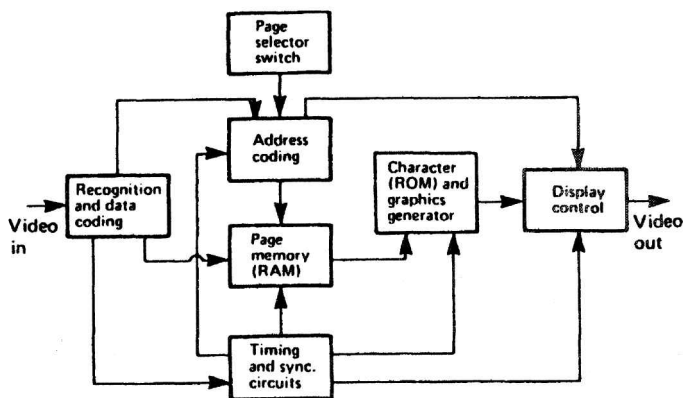 Page
selector
switch
Address
coding
Character
(ROM) and
graphics
generator
Recognition
and data
coding
Display
control
Video
in
Video
out
Page
memory
(RAM)
Timing
and sync.
circuits